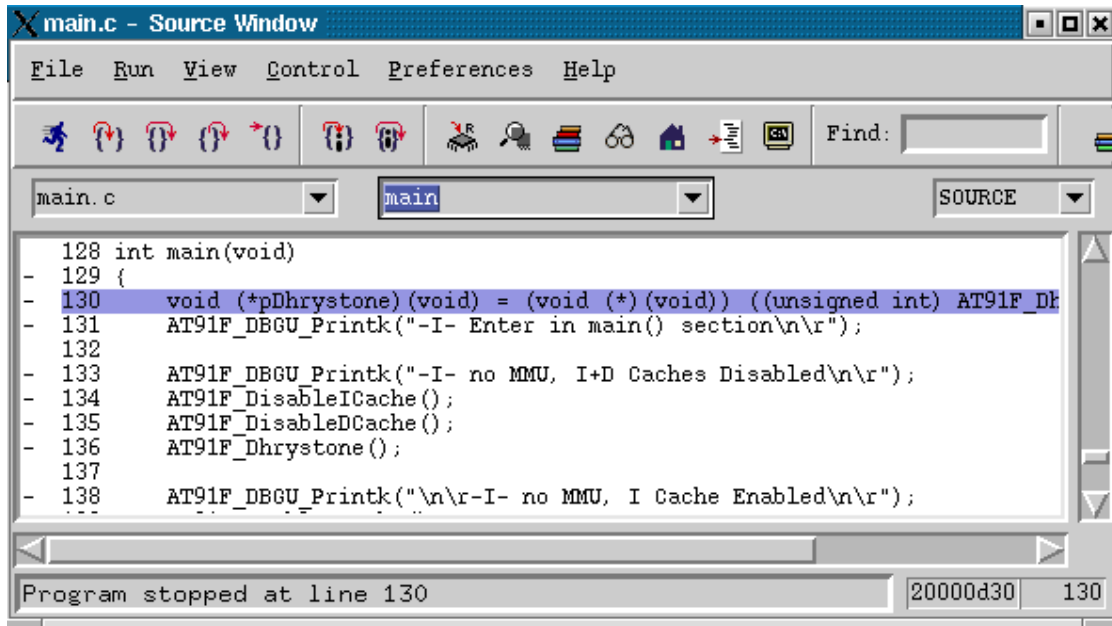 main.c - Source Window
File Run View Control Preferences Help
Find:
main.c main SOURCE
128 int main(void)
- 129 {
- 130 void (*pDhrystone)(void) = (void (*)(void)) ((unsigned int) AT91F_Dh
- 131 AT91F_DBGU_Printk("-I- Enter in main() section\n\r");
132
- 133 AT91F_DBGU_Printk("-I- no MMU, I+D Caches Disabled\n\r");
- 134 AT91F_DisableICache();
- 135 AT91F_DisableDCache();
- 136 AT91F_Dhrystone();
137
- 138 AT91F_DBGU_Printk("\n\r-I- no MMU, I Cache Enabled\n\r");
Program stopped at line 130 20000d30 130